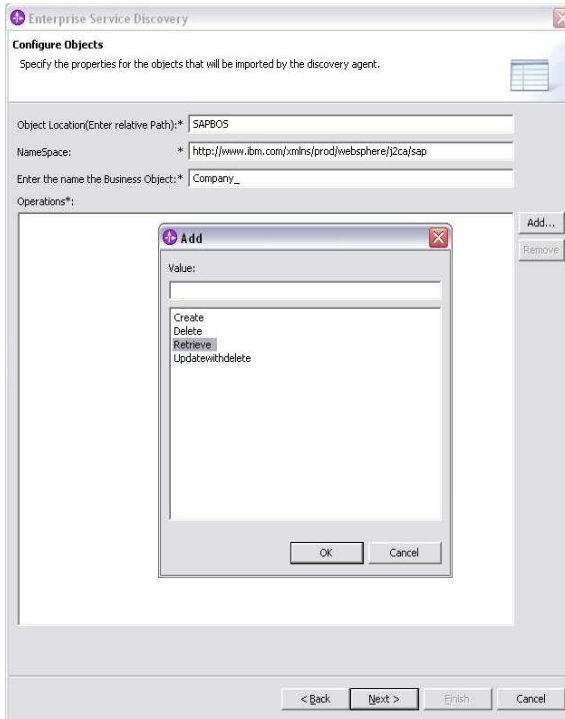 Enterprise Service Discovery
Configure Objects
Specify the properties for the objects that will be imported by the discovery agent.
Object Location(Enter relative Path):* SAPBOS
NameSpace: * http://www.ibm.com/xmlns/prod/websphere/j2ca/sap
Enter the name the Business Object:* Company_
Operations*:
Add...
Remove
Add
Value:
Create
Delete
Retrieve
Updatewithdelete
OK Cancel
< Back Next > Finish Cancel